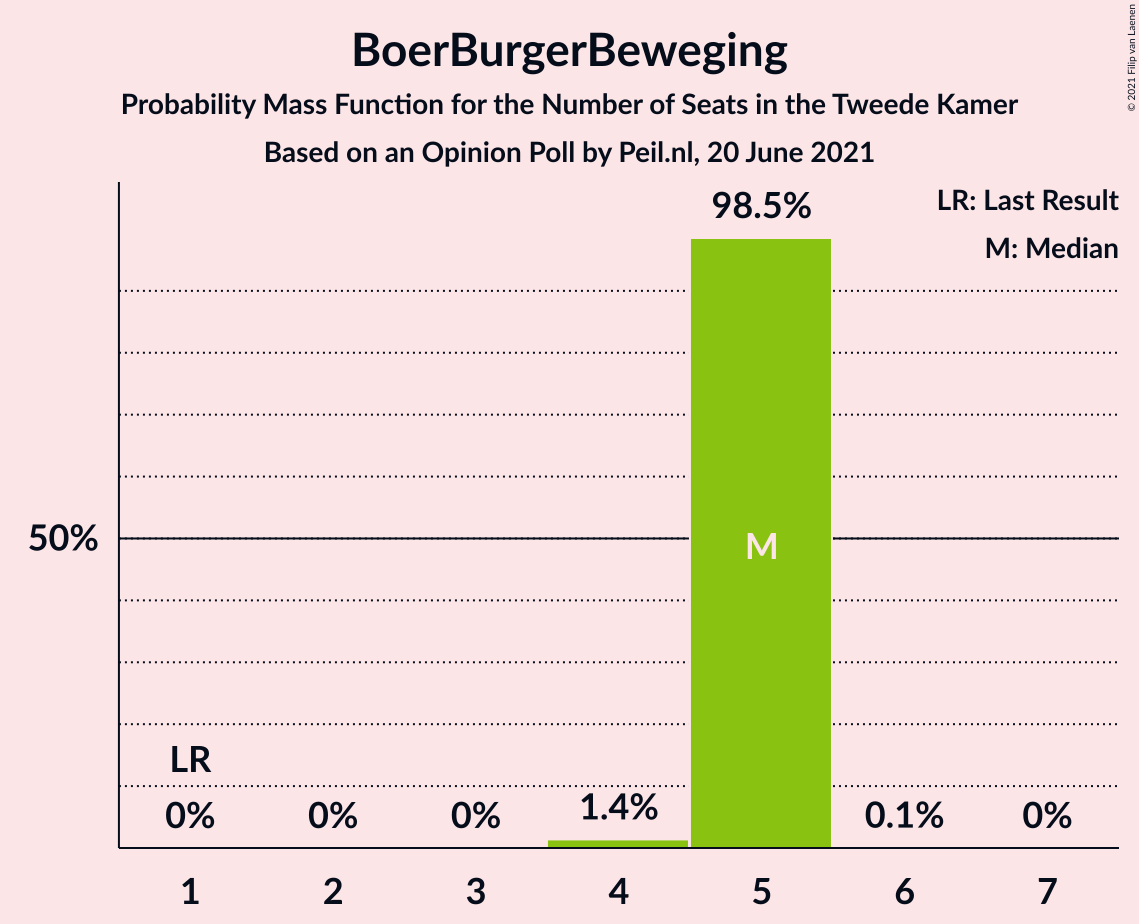 BoerBurgerBeweging
Probability Mass Function for the Number of Seats in the Tweede Kamer
Based on an Opinion Poll by Peil.nl, 20 June 2021
© 2021 Filip van Laenen
98.5%
LR: Last Result
M: Median
50%
M
LR
0%
0%
0%
1.4%
0.1%
0%
1
2
3
4
5
6
7